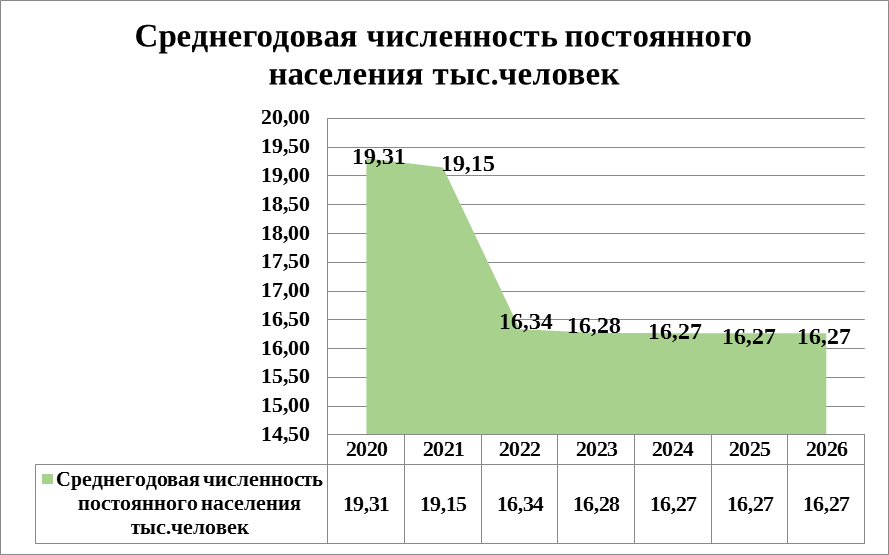 Среднегодовая численность постоянного
населения тыс.человек
20,00
19,50
19,00
18,50
18,00
17,50
17,00
16,50
16,00
15,50
15,00
14,50
19,31
19,15
16,34
16,28
16,27
16,27
16,27
2020 2021 2022 2023 2024 2025 2026
Среднегодовая численность
постоянного населения
тыс.человек
19,31 19,15 16,34 16,28 16,27 16,27 16,27